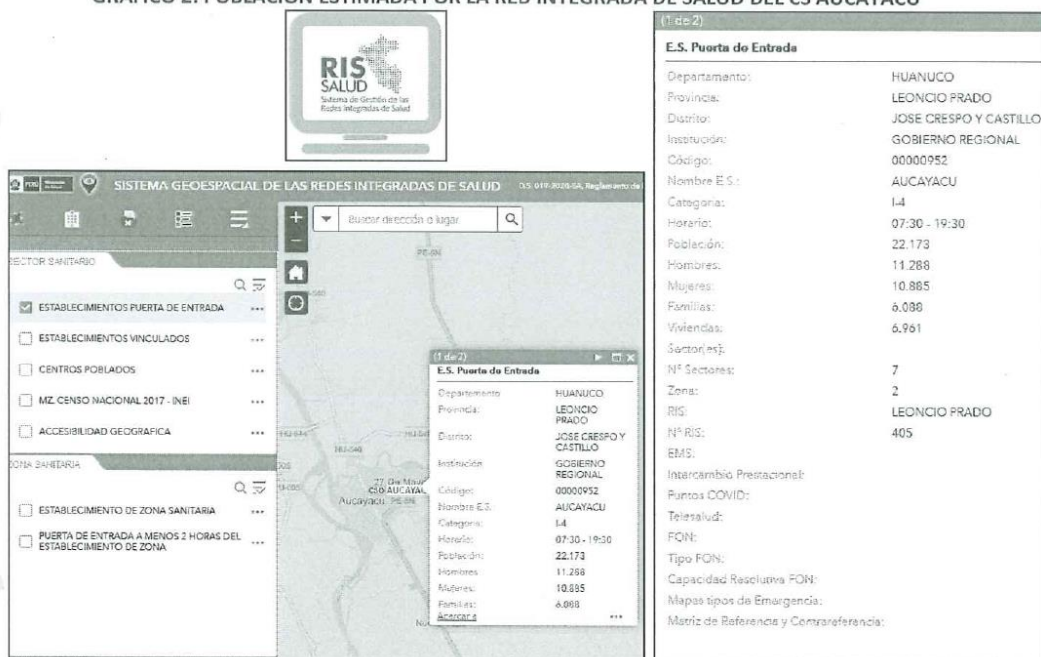 GRÁFICO 2: POBLACIÓN ESTIMADA POR LA RED INTEGRADA DE SALUD DEL CS AUCAYACU
RIS
SALUD
Sistema de Gestión de las
Redes Integradas de Salud
SISTEMA GEOESPACIAL DE LAS REDES INTEGRADAS DE SALUD
Buscar dirección o lugar
SECTOR SANITARIO
ESTABLECIMIENTOS PUERTA DE ENTRADA
ESTABLECIMIENTOS VINCULADOS
CENTROS POBLADOS
MZ. CENSO NACIONAL 2017 - INEI
ACCESIBILIDAD GEOGRAFICA
ZONA SANITARIA
ESTABLECIMIENTO DE ZONA SANITARIA
PUERTA DE ENTRADA A MENOS 2 HORAS DEL
ESTABLECIMIENTO DE ZONA
PE-5N
Aucayacu
(1 de 2)
E.S. Puerta de Entrada
Departamento: HUANUCO
Provincia: LEONCIO
PRADO
Distrito: JOSE CRESPO Y
CASTILLO
Institución: GOBIERNO
REGIONAL
Código: 00000952
Nombre E.S.: AUCAYACU
Categoria: I-4
Horario: 07:30 - 19:30
Población: 22.173
Hombres: 11.288
Mujeres: 10.885
Familias: 6.088
Acercar a
(1 de 2)
E.S. Puerta de Entrada
Departamento: HUANUCO
Provincia: LEONCIO PRADO
Distrito: JOSE CRESPO Y CASTILLO
Institución: GOBIERNO REGIONAL
Código: 00000952
Nombre E.S.: AUCAYACU
Categoria: I-4
Horario: 07:30 - 19:30
Población: 22.173
Hombres: 11.288
Mujeres: 10.885
Familias: 6.088
Viviendas: 6.961
Sector(es):
N° Sectores: 7
Zona: 2
RIS: LEONCIO PRADO
N° RIS: 405
EMS:
Intercambio Prestacional:
Puntos COVID:
Telesalud:
FON:
Tipo FON:
Capacidad Resolutiva FON:
Mapas tipos de Emergencia:
Matriz de Referencia y Contrareferencia: